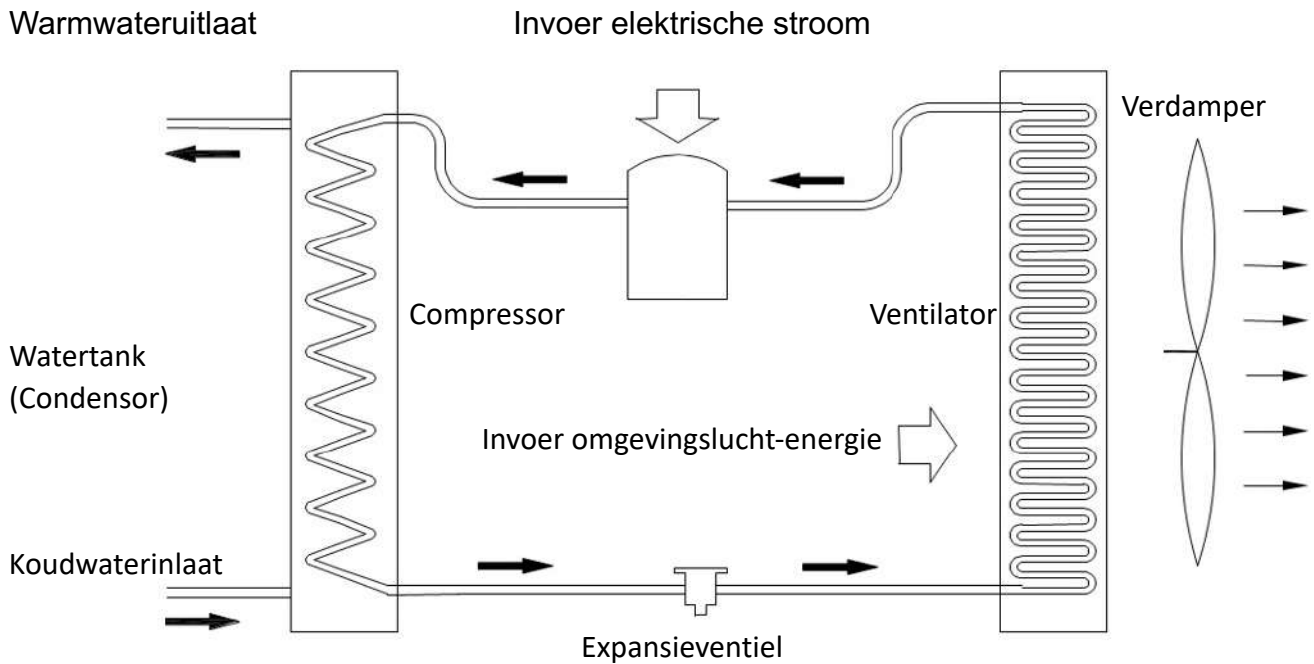 Warmwateruitlaat
Invoer elektrische stroom
Verdamper
Compressor
Ventilator
Watertank
(Condensor)
Invoer omgevingslucht-energie
Koudwaterinlaat
Expansieventiel